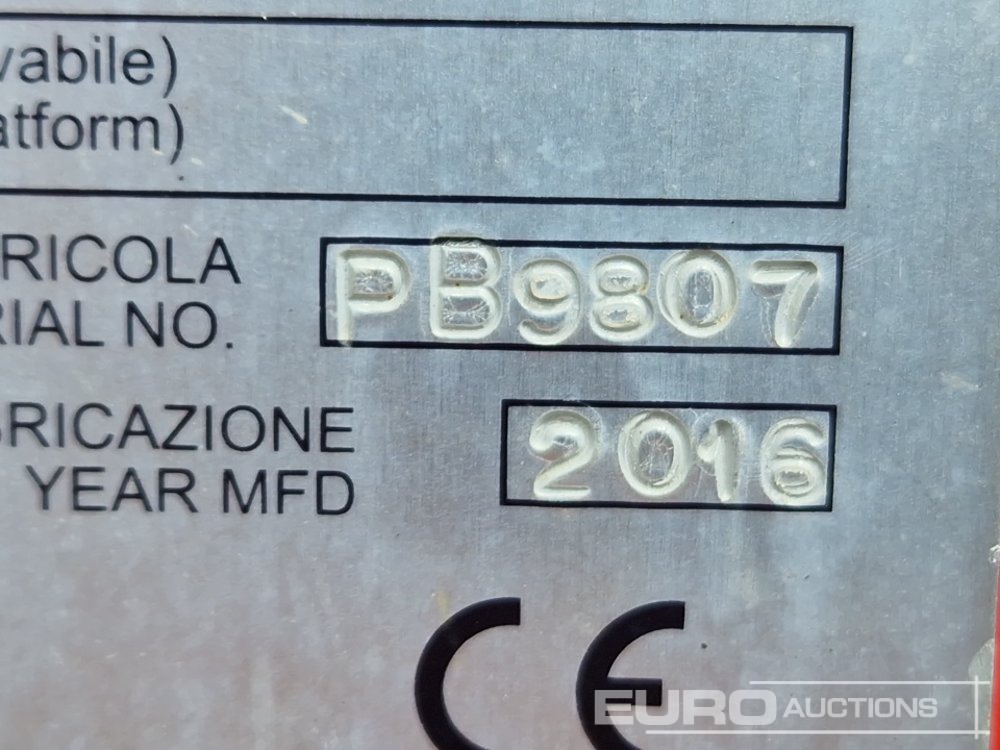 vabile)
atform)
RICOLA
RIAL NO.
PB9807
BRICAZIONE
YEAR MFD
2016
CE
EURO AUCTIONS